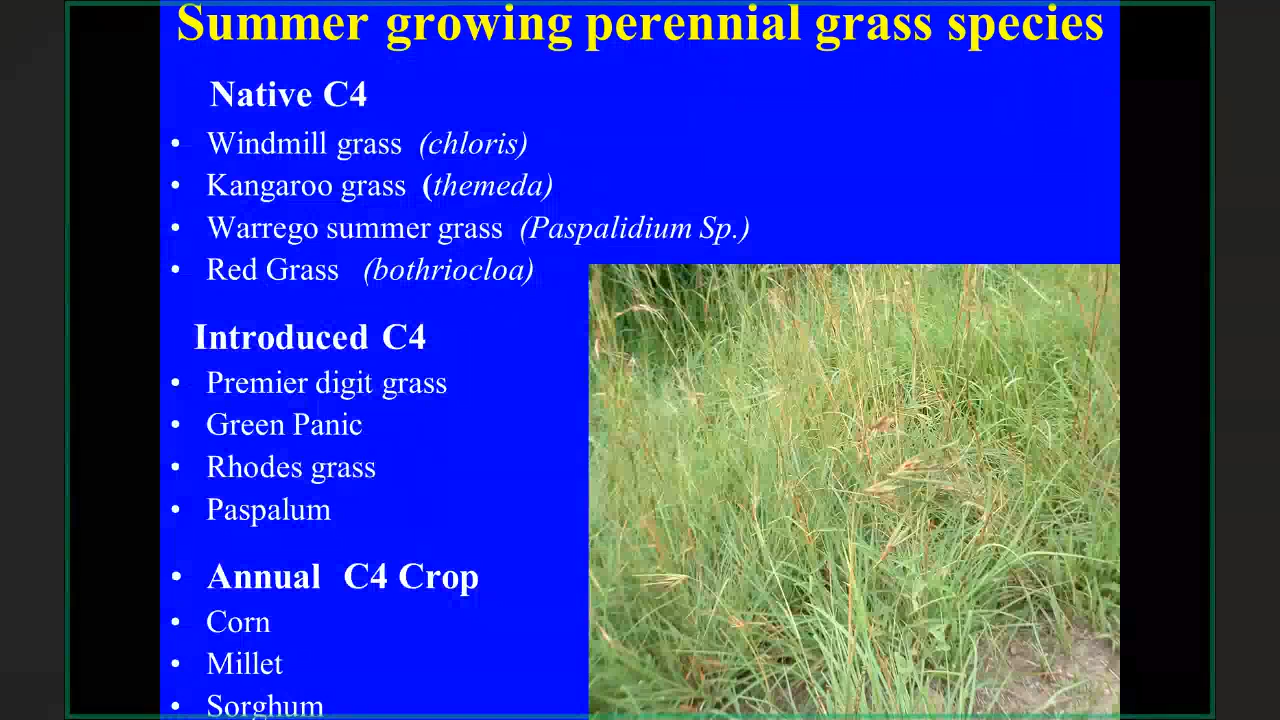 Summer growing perennial grass species
Native C4
• Windmill grass (chloris)
• Kangaroo grass (themeda)
• Warrego summer grass (Paspalidium Sp.)
• Red Grass (bothriocloa)
Introduced C4
• Premier digit grass
• Green Panic
• Rhodes grass
• Paspalum
• Annual C4 Crop
• Corn
• Millet
• Sorghum